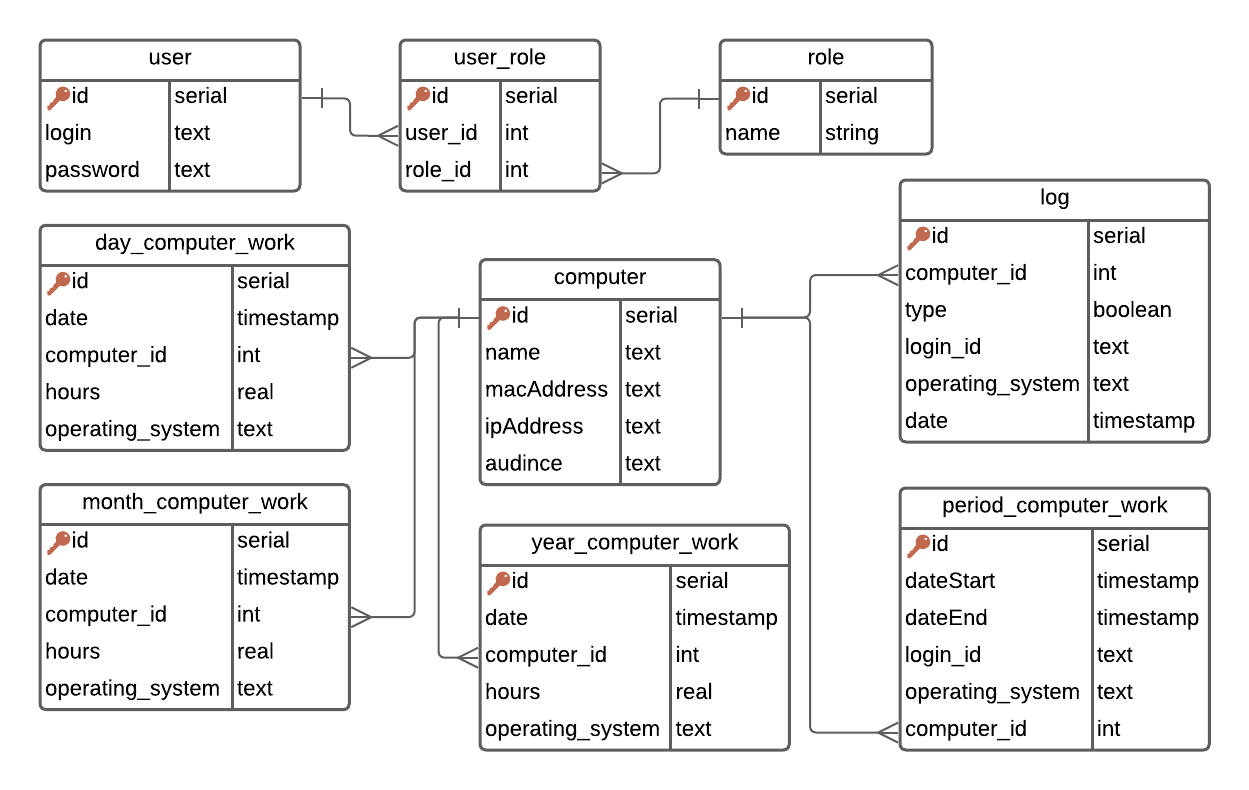 user
id serial
login text
password text
user_role
id serial
user_id int
role_id int
role
id serial
name string
log
id serial
computer_id int
type boolean
login_id text
operating_system text
date timestamp
day_computer_work
id serial
date timestamp
computer_id int
hours real
operating_system text
computer
id serial
name text
macAddress text
ipAddress text
audince text
month_computer_work
id serial
date timestamp
computer_id int
hours real
operating_system text
year_computer_work
id serial
date timestamp
computer_id int
hours real
operating_system text
period_computer_work
id serial
dateStart timestamp
dateEnd timestamp
login_id text
operating_system text
computer_id int